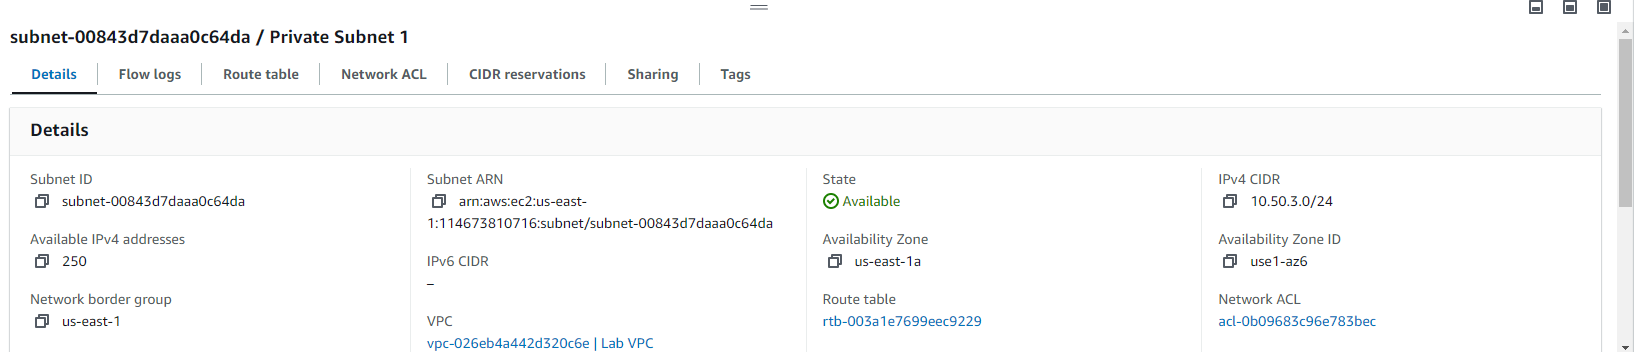 subnet-00843d7daaa0c64da / Private Subnet 1
Details
Flow logs
Route table
Network ACL
CIDR reservations
Sharing
Tags
Details
Subnet ID
subnet-00843d7daaa0c64da
Available IPv4 addresses
250
Network border group
us-east-1
Subnet ARN
arn:aws:ec2:us-east-
1:114673810716:subnet/subnet-00843d7daaa0c64da
IPv6 CIDR
–
VPC
vpc-026eb4a442d320c6e | Lab VPC
State
Available
Availability Zone
us-east-1a
Route table
rtb-003a1e7699eec9229
IPv4 CIDR
10.50.3.0/24
Availability Zone ID
use1-az6
Network ACL
acl-0b09683c96e783bec